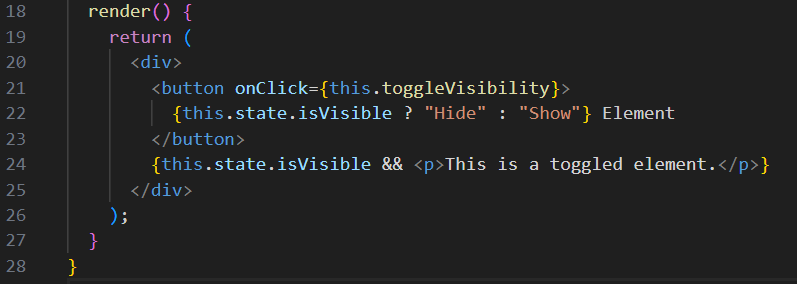 18 render() {
19 return (
20 <div>
21 <button onClick={this.toggleVisibility}>
22 {this.state.isVisible ? "Hide" : "Show"} Element
23 </button>
24 {this.state.isVisible && <p>This is a toggled element.</p>}
25 </div>
26 );
27 }
28 }